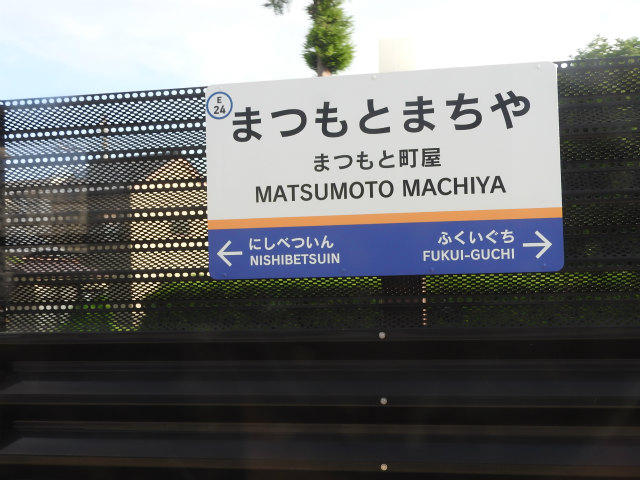 E
24
まつもとまちや
まつもと町屋
MATSUMOTO MACHIYA
← にしべついん
NISHIBETSUIN
ふくいぐち →
FUKUI-GUCHI